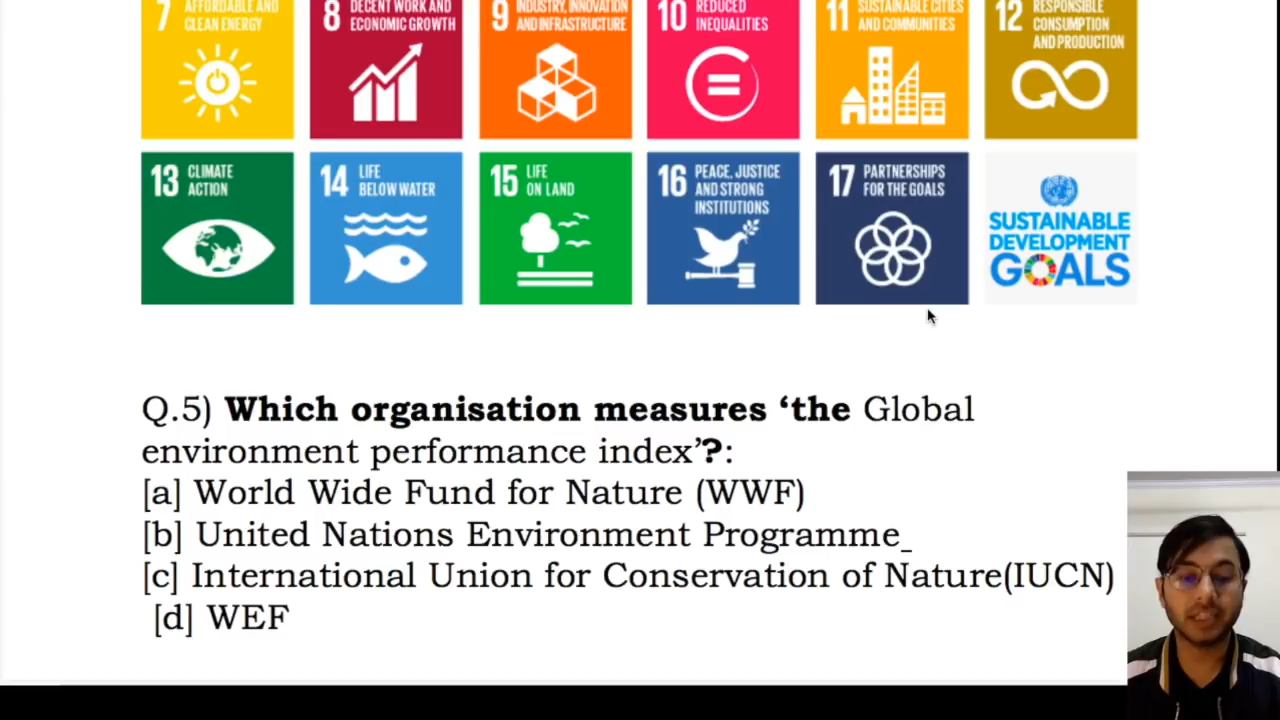 7 AFFORDABLE AND
CLEAN ENERGY
8 DECENT WORK AND
ECONOMIC GROWTH
9 INDUSTRY, INNOVATION
AND INFRASTRUCTURE
10 REDUCED
INEQUALITIES
11 SUSTAINABLE CITIES
AND COMMUNITIES
12 RESPONSIBLE
CONSUMPTION
AND PRODUCTION
13 CLIMATE
ACTION
14 LIFE
BELOW WATER
15 LIFE
ON LAND
16 PEACE, JUSTICE
AND STRONG
INSTITUTIONS
17 PARTNERSHIPS
FOR THE GOALS
SUSTAINABLE
DEVELOPMENT
GOALS
Q.5) Which organisation measures ‘the Global
environment performance index’?:
[a] World Wide Fund for Nature (WWF)
[b] United Nations Environment Programme_
[c] International Union for Conservation of Nature(IUCN)
[d] WEF